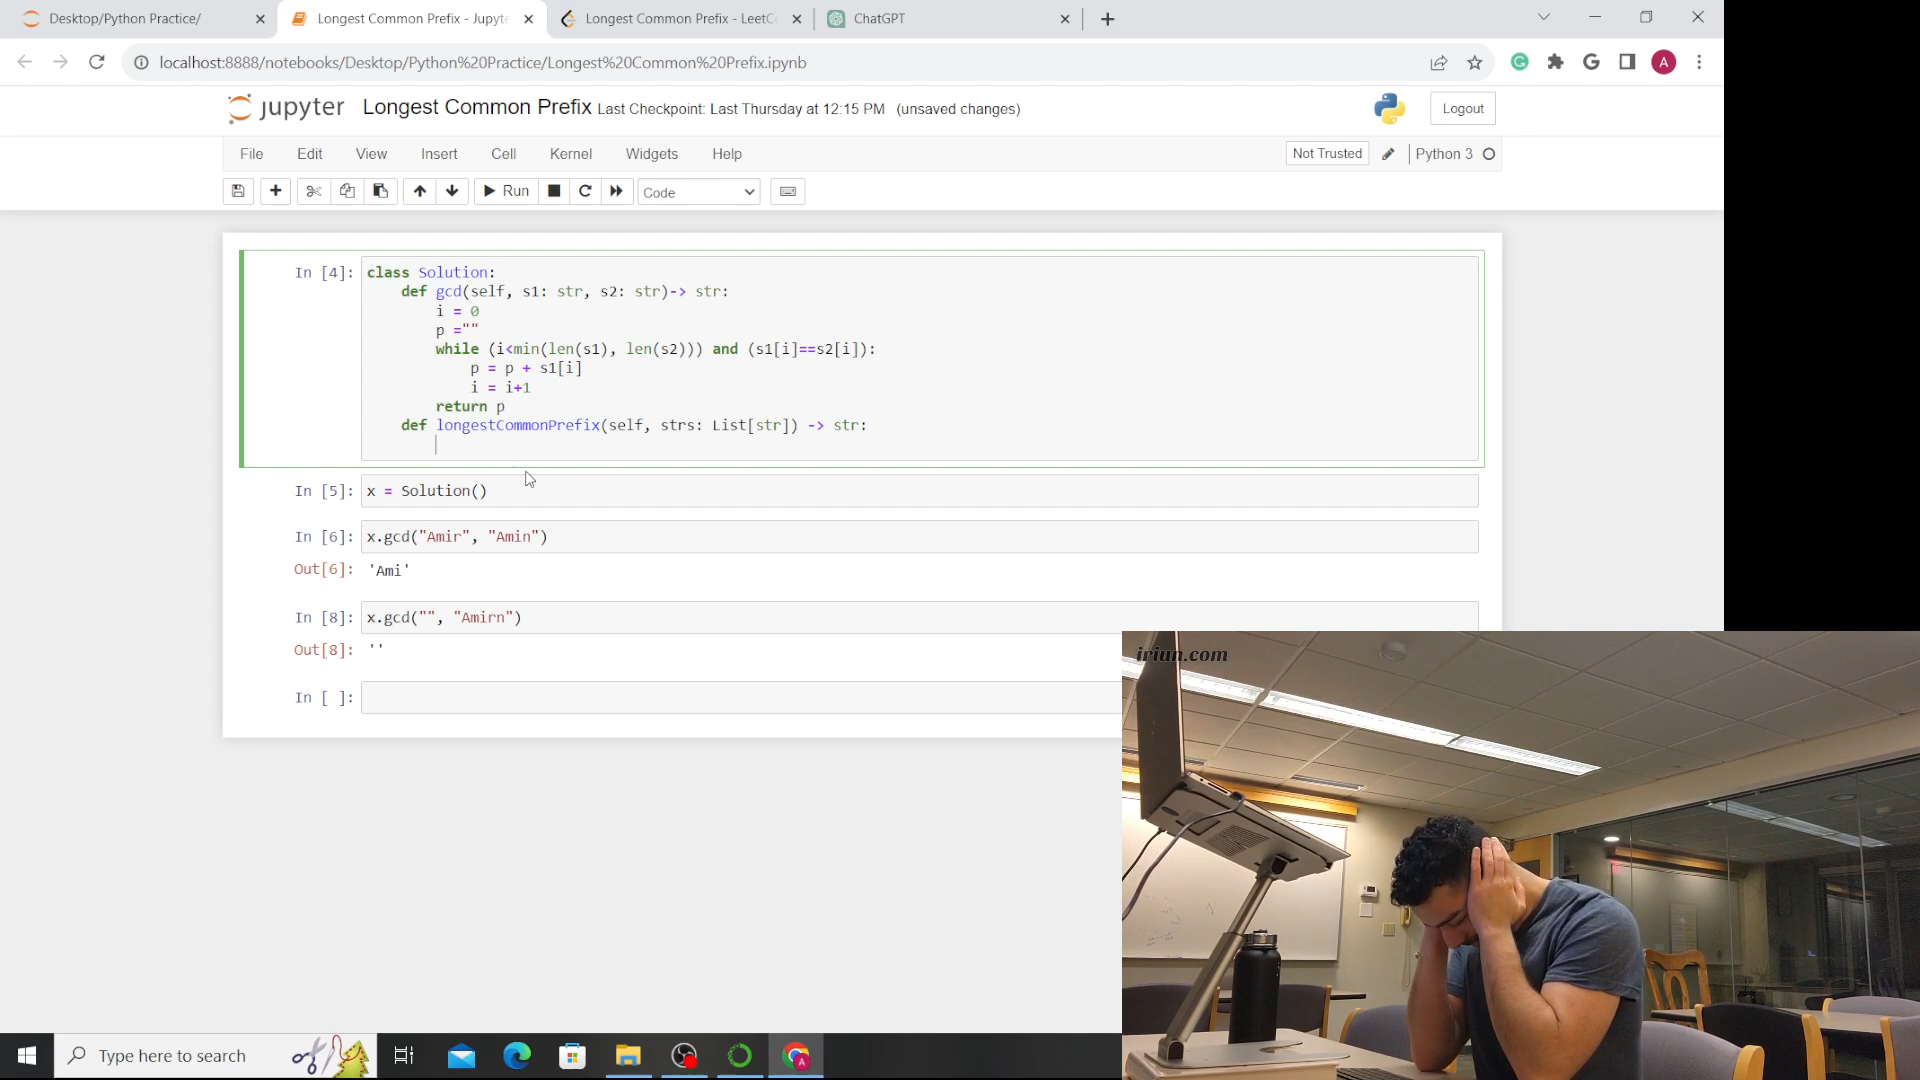 Desktop/Python Practice/
Longest Common Prefix - Jupyte
Longest Common Prefix - LeetC
ChatGPT
localhost:8888/notebooks/Desktop/Python%20Practice/Longest%20Common%20Prefix.ipynb
A
jupyter Longest Common Prefix Last Checkpoint: Last Thursday at 12:15 PM (unsaved changes)
Logout
File Edit View Insert Cell Kernel Widgets Help
Not Trusted
Python 3
Run
Code
In [4]: class Solution:
def gcd(self, s1: str, s2: str)-> str:
i = 0
p =""
while (i<min(len(s1), len(s2))) and (s1[i]==s2[i]):
p = p + s1[i]
i = i+1
return p
def longestCommonPrefix(self, strs: List[str]) -> str:
In [5]: x = Solution()
In [6]: x.gcd("Amir", "Amin")
Out[6]: 'Ami'
In [8]: x.gcd("", "Amirn")
Out[8]: ''
In [ ]:
iriun.com
Type here to search